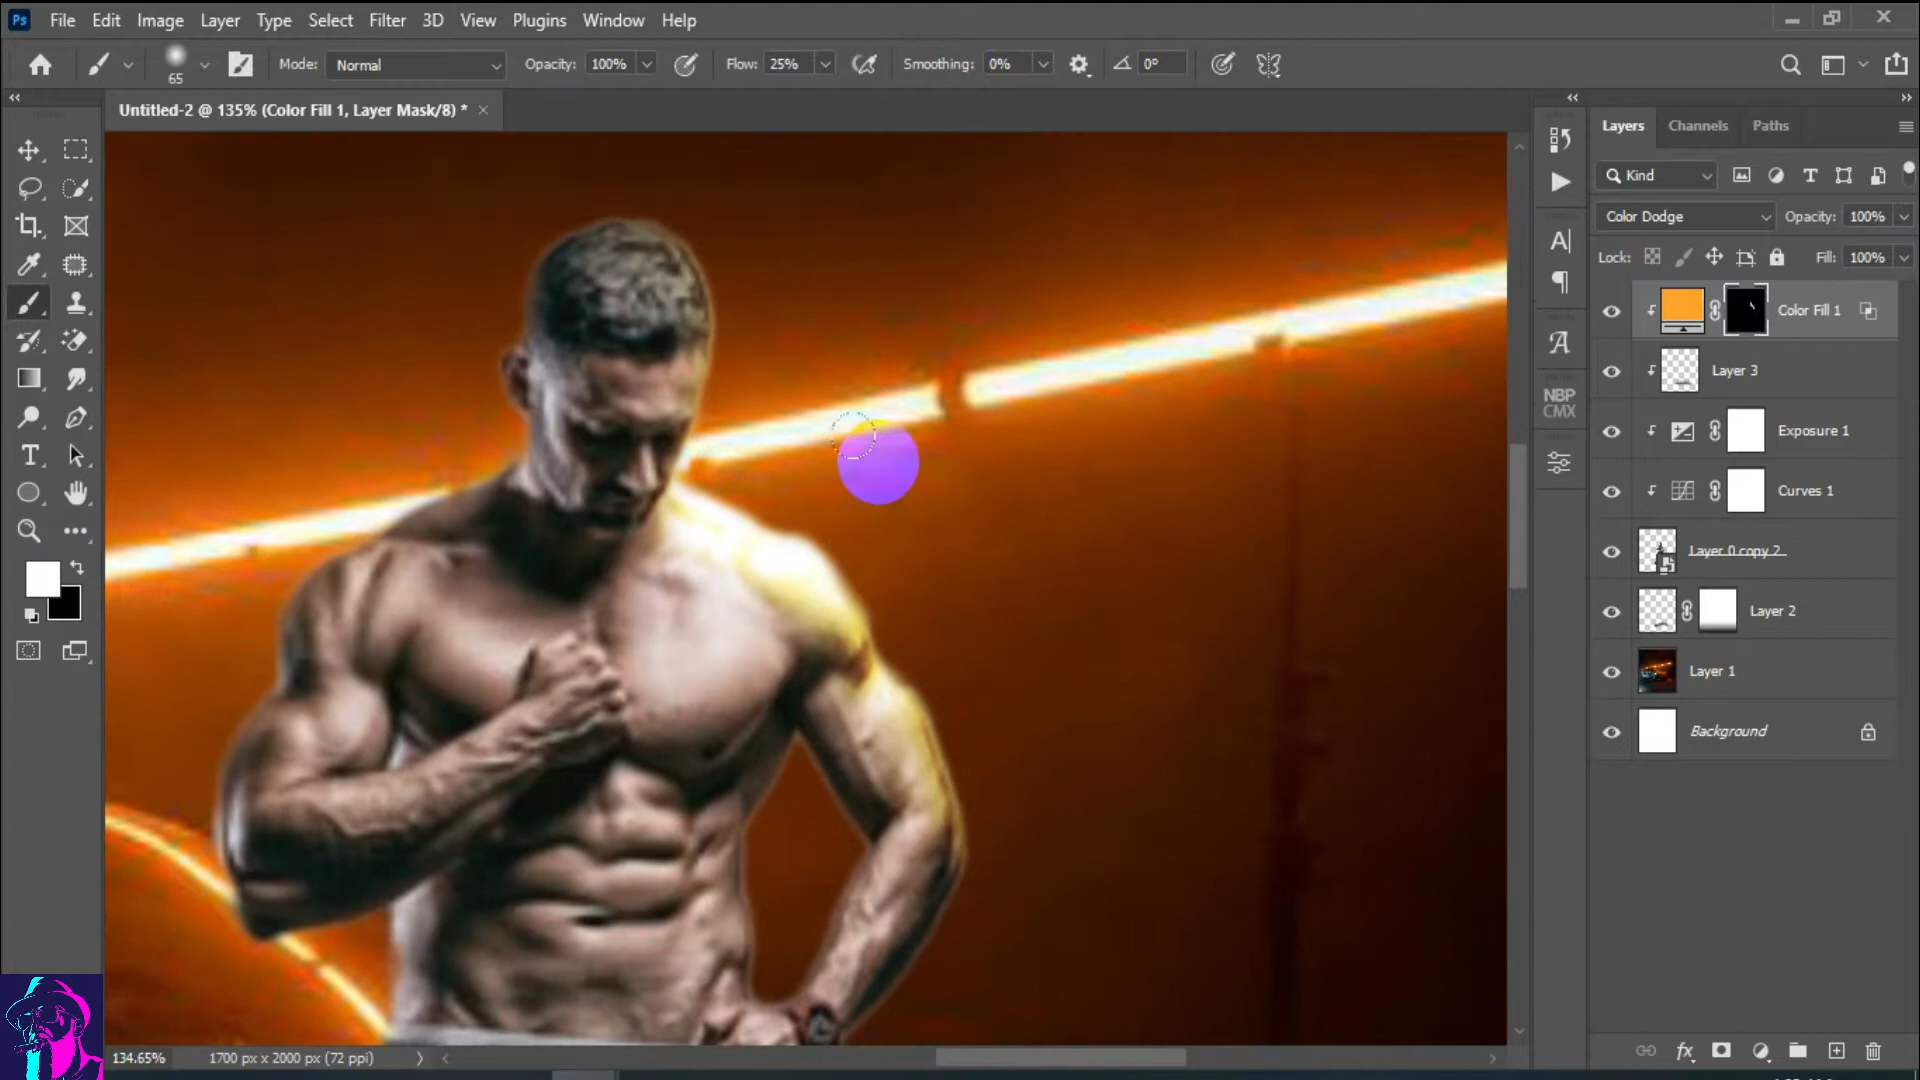 Ps File Edit Image Layer Type Select Filter 3D View Plugins Window Help
65 Mode: Normal Opacity: 100% Flow: 25% Smoothing: 0% 0°
Untitled-2 @ 135% (Color Fill 1, Layer Mask/8) * ×
Layers Channels Paths
Kind
Color Dodge Opacity: 100%
Lock: Fill: 100%
Color Fill 1
Layer 3
NBP
CMX
Exposure 1
Curves 1
Layer 0 copy 2
Layer 2
Layer 1
Background
134.65% 1700 px x 2000 px (72 ppi)